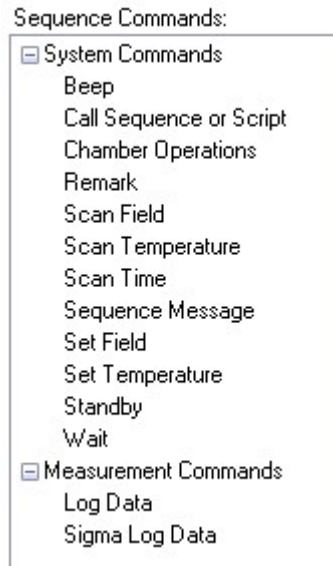 Sequence Commands:
System Commands
Beep
Call Sequence or Script
Chamber Operations
Remark
Scan Field
Scan Temperature
Scan Time
Sequence Message
Set Field
Set Temperature
Standby
Wait
Measurement Commands
Log Data
Sigma Log Data